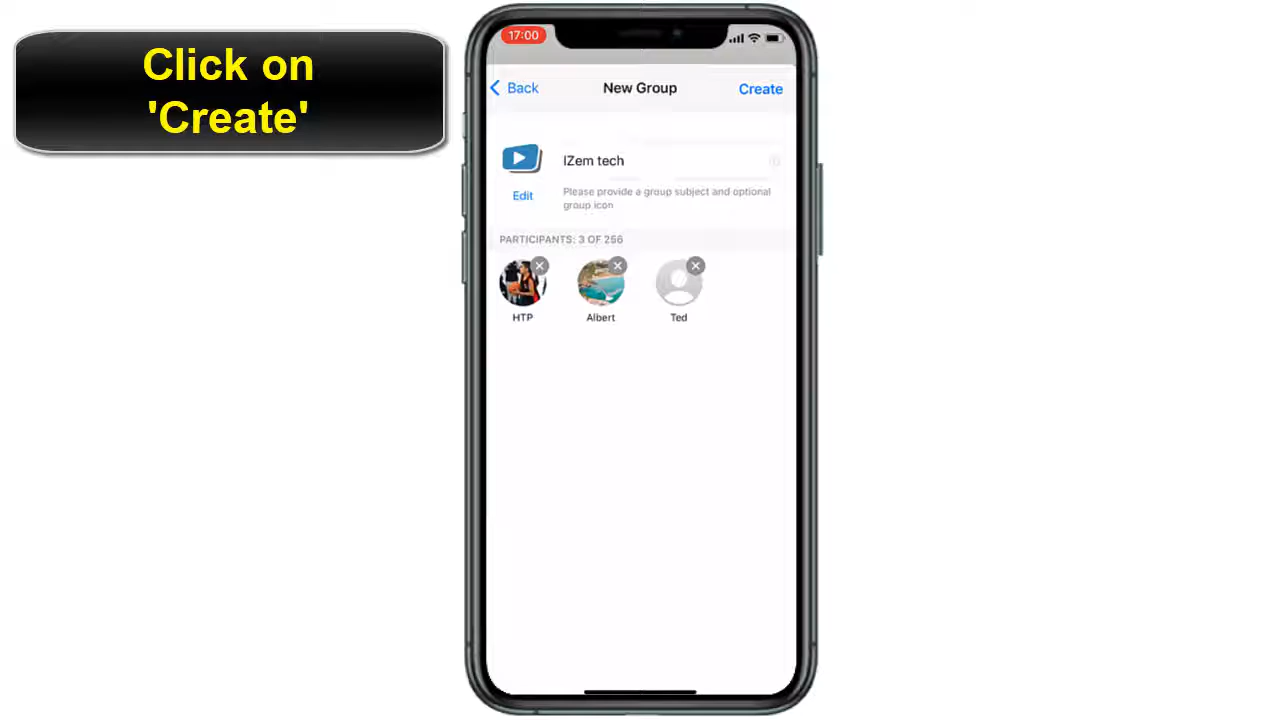 Click on
'Create'
17:00
Back
New Group
Create
IZem tech
Edit
Please provide a group subject and optional
group icon
PARTICIPANTS: 3 OF 256
HTP
Albert
Ted